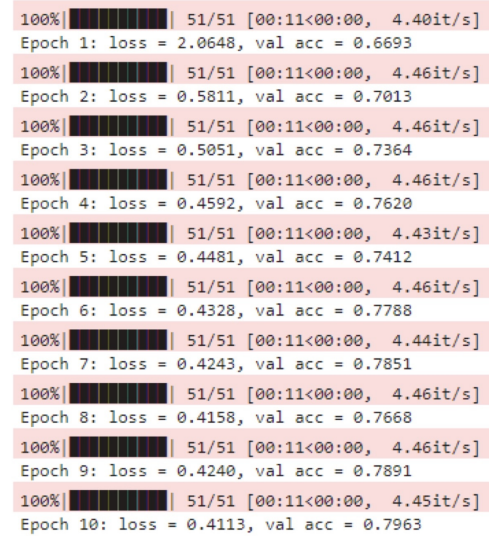 100%|██████████| 51/51 [00:11<00:00,  4.40it/s]
Epoch 1: loss = 2.0648, val acc = 0.6693
100%|██████████| 51/51 [00:11<00:00,  4.46it/s]
Epoch 2: loss = 0.5811, val acc = 0.7013
100%|██████████| 51/51 [00:11<00:00,  4.46it/s]
Epoch 3: loss = 0.5051, val acc = 0.7364
100%|██████████| 51/51 [00:11<00:00,  4.46it/s]
Epoch 4: loss = 0.4592, val acc = 0.7620
100%|██████████| 51/51 [00:11<00:00,  4.43it/s]
Epoch 5: loss = 0.4481, val acc = 0.7412
100%|██████████| 51/51 [00:11<00:00,  4.46it/s]
Epoch 6: loss = 0.4328, val acc = 0.7788
100%|██████████| 51/51 [00:11<00:00,  4.44it/s]
Epoch 7: loss = 0.4243, val acc = 0.7851
100%|██████████| 51/51 [00:11<00:00,  4.46it/s]
Epoch 8: loss = 0.4158, val acc = 0.7668
100%|██████████| 51/51 [00:11<00:00,  4.46it/s]
Epoch 9: loss = 0.4240, val acc = 0.7891
100%|██████████| 51/51 [00:11<00:00,  4.45it/s]
Epoch 10: loss = 0.4113, val acc = 0.7963